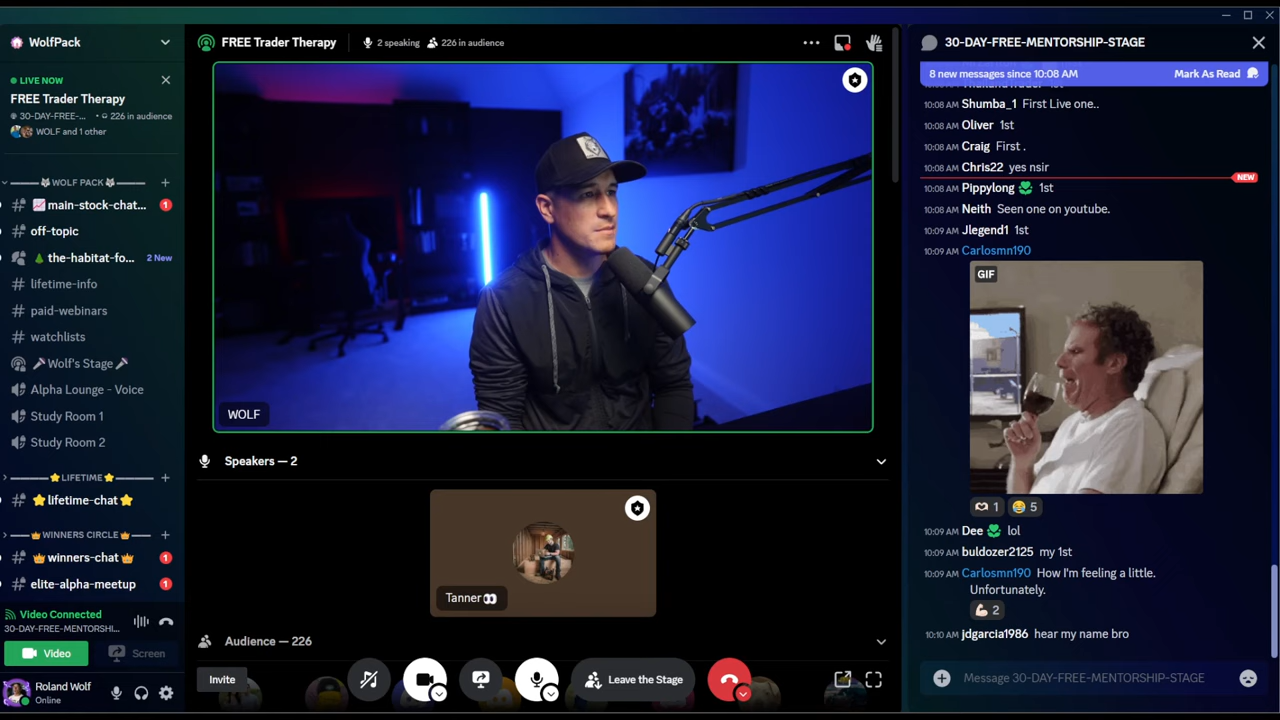 WolfPack
LIVE NOW
FREE Trader Therapy
30-DAY-FREE-... • 226 in audience
WOLF and 1 other
WOLF PACK
main-stock-chat...
1
off-topic
the-habitat-fo...
2 New
lifetime-info
paid-webinars
watchlists
Wolf's Stage
Alpha Lounge - Voice
Study Room 1
Study Room 2
LIFETIME
lifetime-chat
WINNERS CIRCLE
winners-chat
1
elite-alpha-meetup
1
Video Connected
30-DAY-FREE-MENTORSHI...
Video
Screen
Roland Wolf
Online
FREE Trader Therapy
2 speaking
226 in audience
WOLF
Speakers — 2
Tanner
Audience — 226
Invite
Leave the Stage
30-DAY-FREE-MENTORSHIP-STAGE
8 new messages since 10:08 AM
Mark As Read
10:08 AM Shumba_1 First Live one..
10:08 AM Oliver 1st
10:08 AM Craig First .
10:08 AM Chris22 yes nsir
NEW
10:08 AM Pippylong 1st
10:08 AM Neith Seen one on youtube.
10:09 AM Jlegend1 1st
10:09 AM Carlosmn190
GIF
1
5
10:09 AM Dee lol
10:09 AM buldozer2125 my 1st
10:09 AM Carlosmn190 How I'm feeling a little.
Unfortunately.
2
10:10 AM jdgarcia1986 hear my name bro
Message 30-DAY-FREE-MENTORSHIP-STAGE